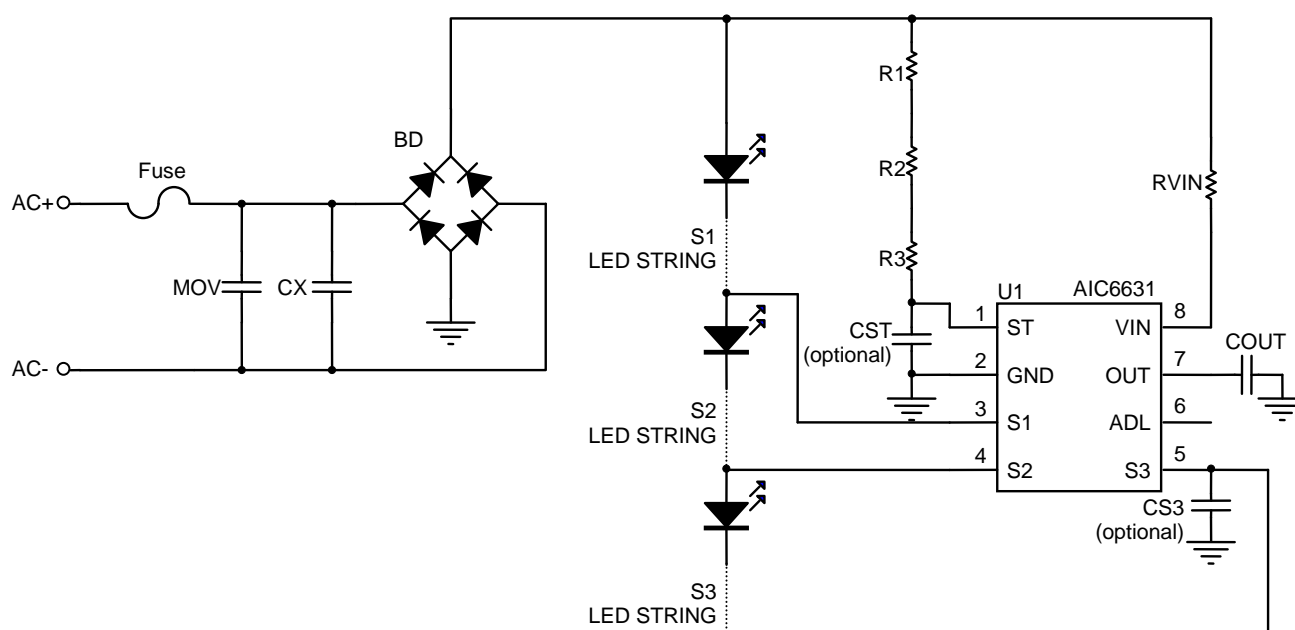 R1
BD
Fuse
R2
RVIN
AC+
S1
LED STRING
R3
MOV
CX
U1
AIC6631
1
ST
VIN
8
CST
(optional)
COUT
AC-
2
GND
OUT
7
S2
LED STRING
3
S1
ADL
6
4
S2
S3
5
CS3
(optional)
S3
LED STRING